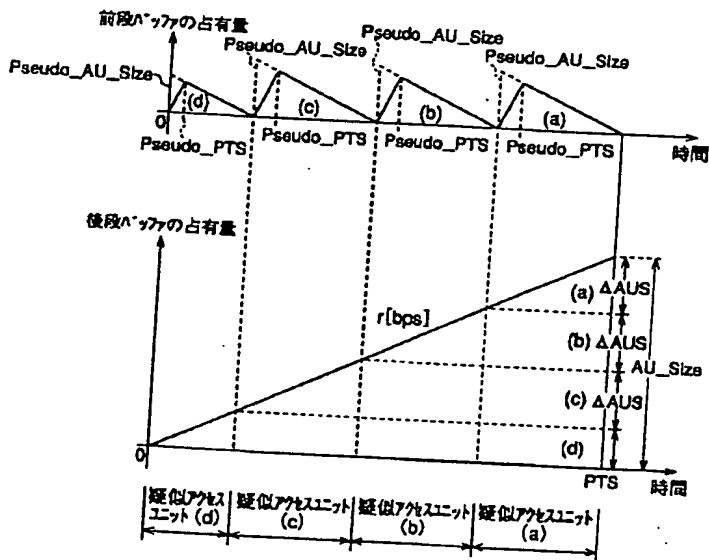 前段バッファの占有量
Pseudo_AU_Size
Pseudo_AU_Size
Pseudo_AU_Size
Pseudo_AU_Size
(d)
(c)
(b)
(a)
0
Pseudo_PTS
Pseudo_PTS
Pseudo_PTS
Pseudo_PTS
時間
後段バッファの占有量
r[bps]
(a) ΔAUS
(b) ΔAUS
AU_Size
(c) ΔAUS
(d)
0
PTS
時間
疑似アクセス
ユニット(d)
疑似アクセスユニット
(c)
疑似アクセスユニット
(b)
疑似アクセスユニット
(a)